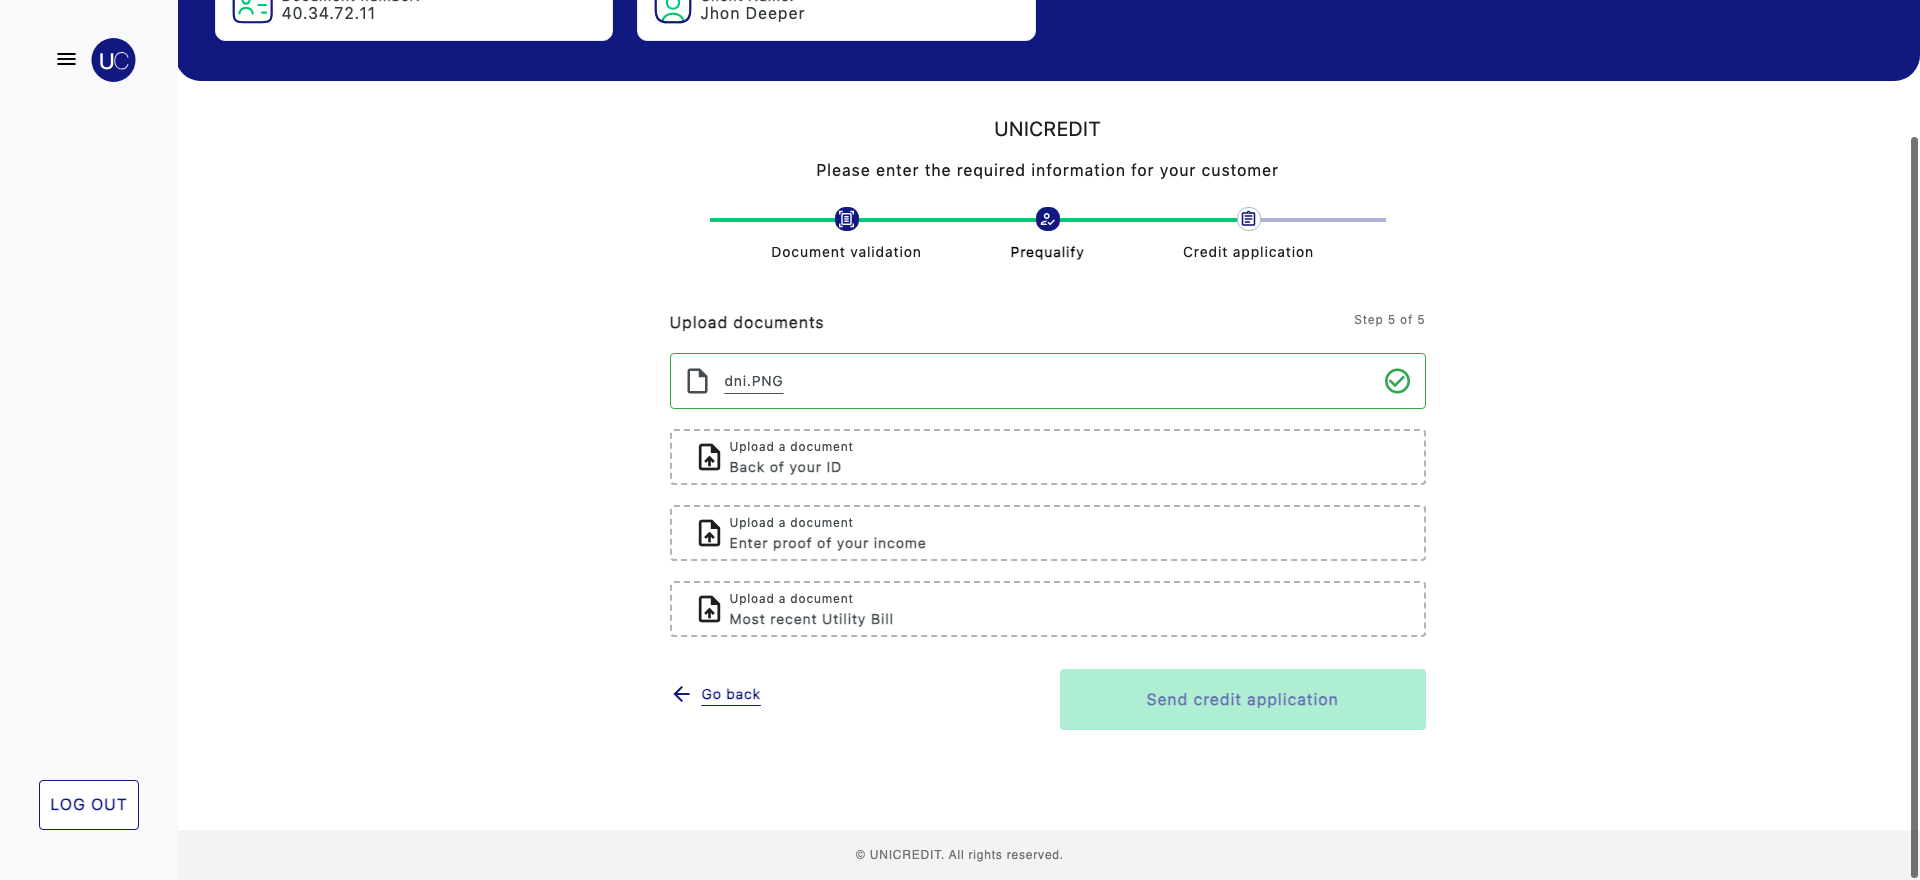 40.34.72.11
Jhon Deeper
UC
UNICREDIT
Please enter the required information for your customer
Document validation
Prequalify
Credit application
Upload documents
Step 5 of 5
dni.PNG
Upload a document
Back of your ID
Upload a document
Enter proof of your income
Upload a document
Most recent Utility Bill
Go back
Send credit application
LOG OUT
© UNICREDIT. All rights reserved.